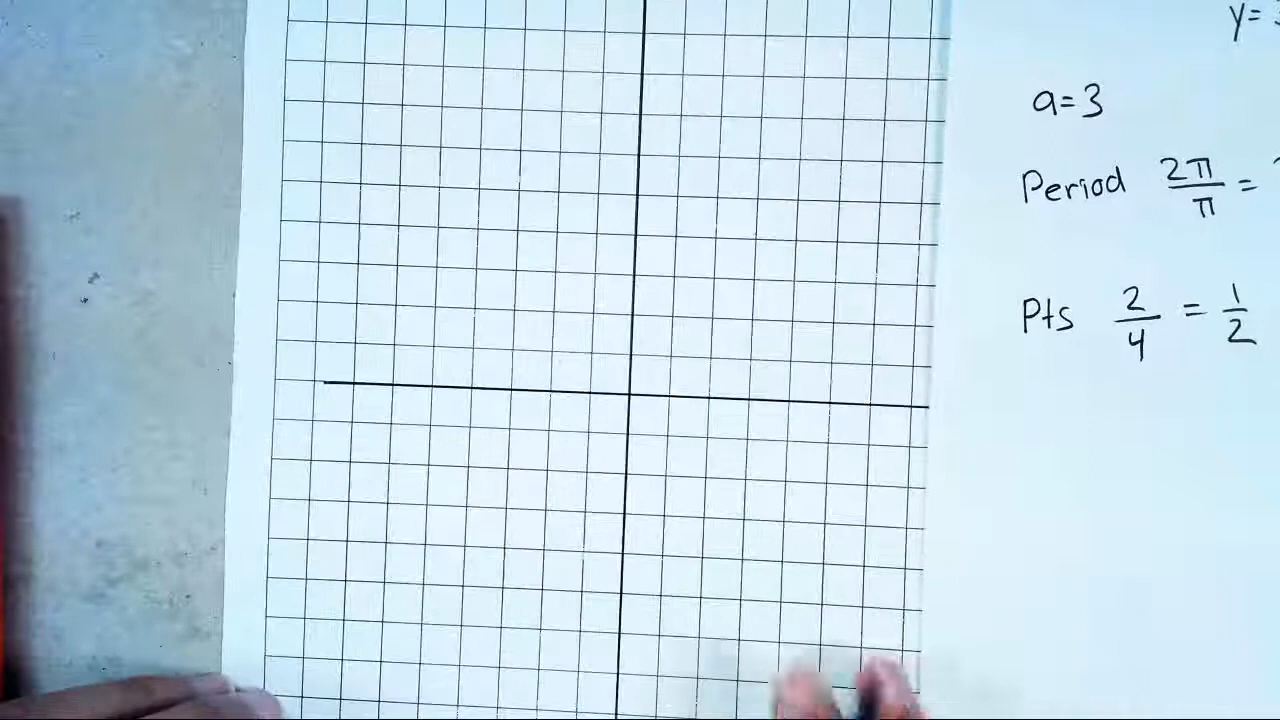 y=
a=3
Period 2π/π =
Pts 2/4 = 1/2